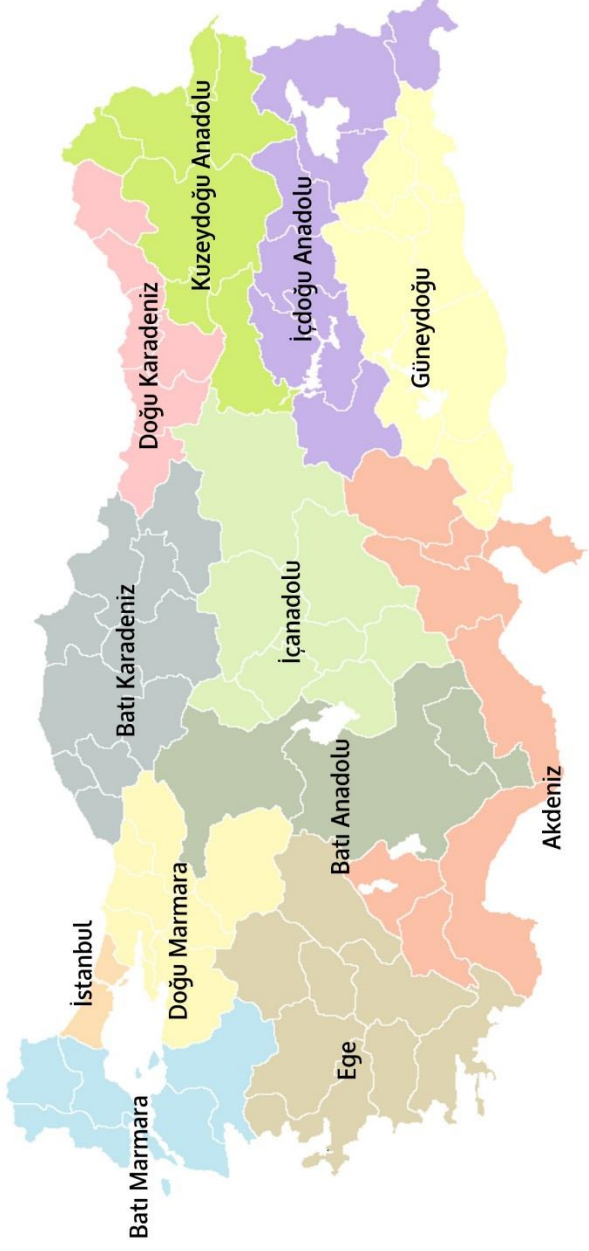 Batı Marmara
İstanbul
Doğu Marmara
Ege
Batı Karadeniz
Batı Anadolu
Akdeniz
İçanadolu
Doğu Karadeniz
Kuzeydoğu Anadolu
İçdoğu Anadolu
Güneydoğu